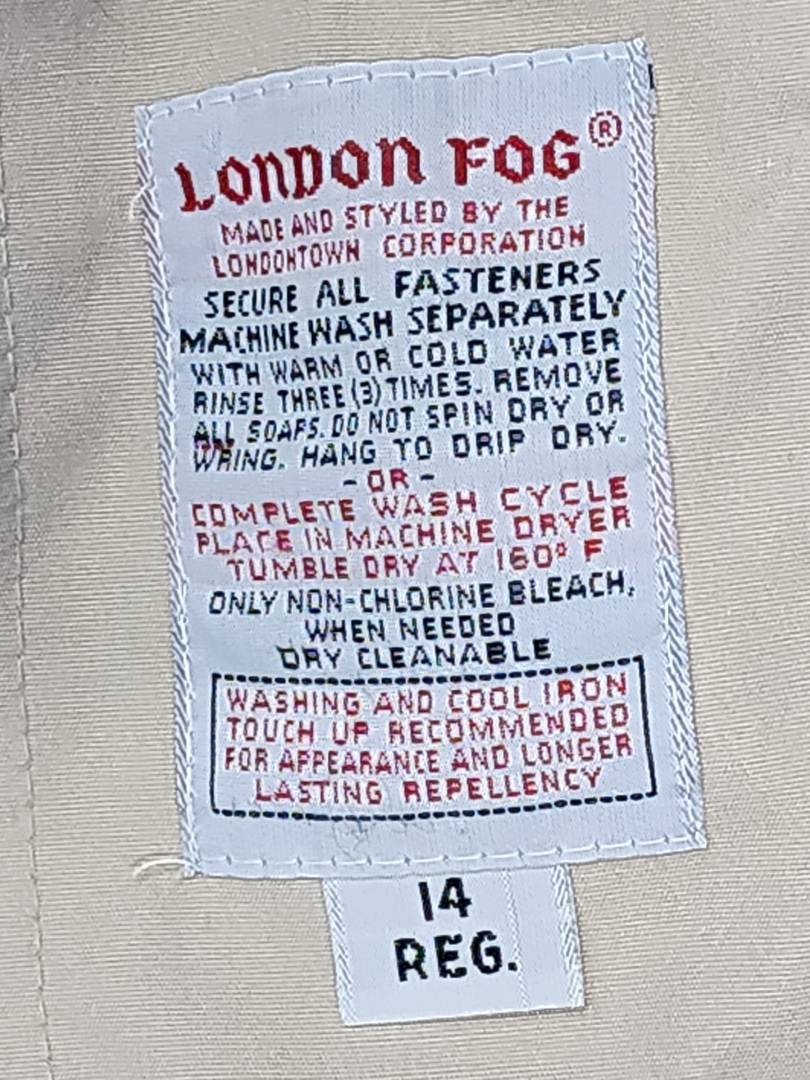 LONDON FOG®
MADE AND STYLED BY THE
LONDONTOWN CORPORATION
SECURE ALL FASTENERS
MACHINE WASH SEPARATELY
WITH WARM OR COLD WATER
RINSE THREE (3) TIMES. REMOVE
ALL SOAPS. DO NOT SPIN DRY OR
WRING. HANG TO DRIP DRY.
- OR -
COMPLETE WASH CYCLE
PLACE IN MACHINE DRYER
TUMBLE DRY AT 160° F
ONLY NON-CHLORINE BLEACH,
WHEN NEEDED
DRY CLEANABLE
WASHING AND COOL IRON
TOUCH UP RECOMMENDED
FOR APPEARANCE AND LONGER
LASTING REPELLENCY
14
REG.